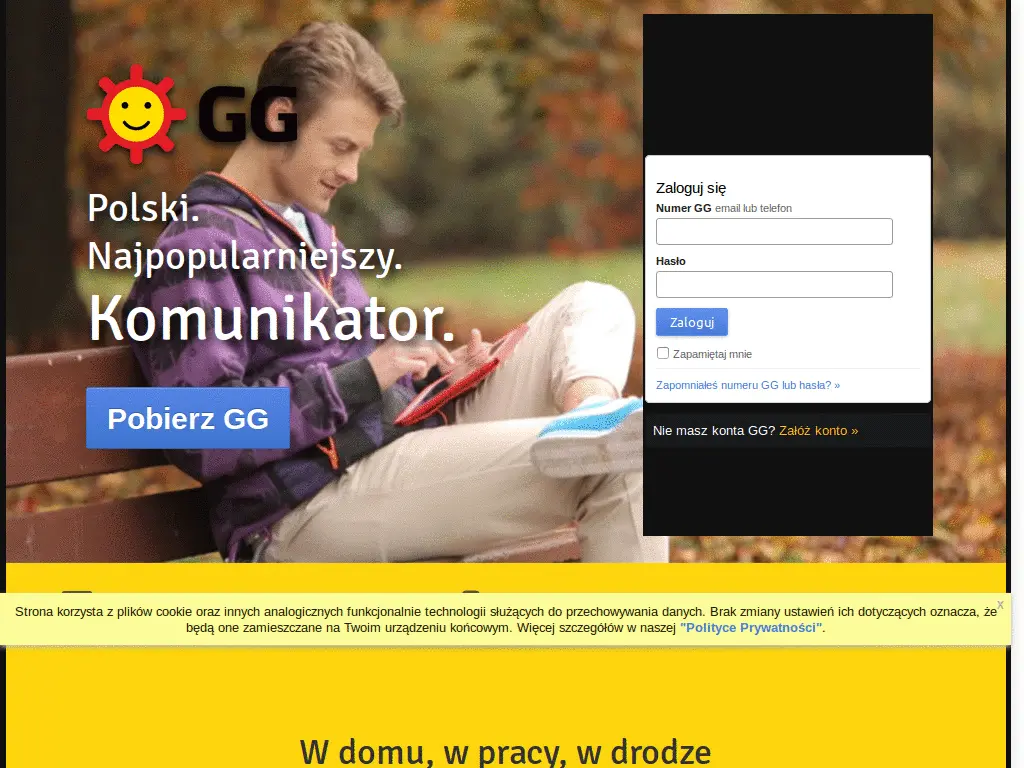 GG
Polski.
Najpopularniejszy.
Komunikator.
Pobierz GG
Zaloguj się
Numer GG email lub telefon
Hasło
Zaloguj
Zapamiętaj mnie
Zapomniałeś numeru GG lub hasła? »
Nie masz konta GG? Załóż konto »
Strona korzysta z plików cookie oraz innych analogicznych funkcjonalnie technologii służących do przechowywania danych. Brak zmiany ustawień ich dotyczących oznacza, że
będą one zamieszczane na Twoim urządzeniu końcowym. Więcej szczegółów w naszej "Polityce Prywatności".
x
W domu, w pracy, w drodze